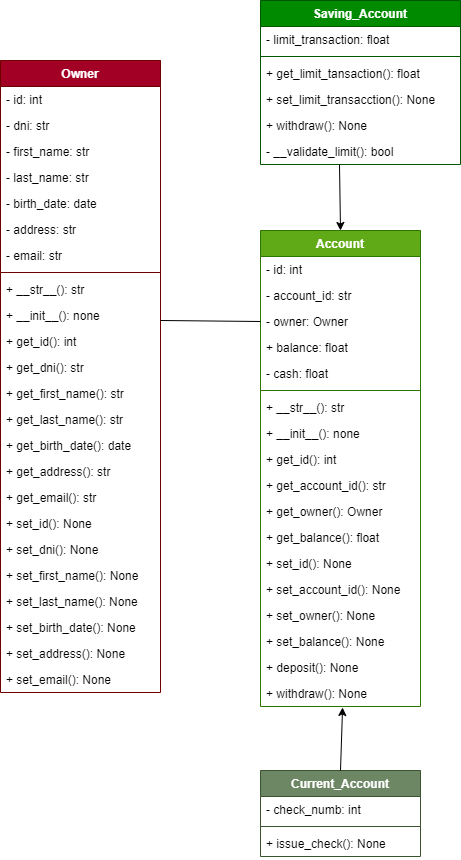 Saving_Account
- limit_transaction: float
+ get_limit_tansaction(): float
+ set_limit_transacction(): None
+ withdraw(): None
- __validate_limit(): bool
Owner
- id: int
- dni: str
- first_name: str
- last_name: str
- birth_date: date
- address: str
- email: str
+ __str__(): str
+ __init__(): none
+ get_id(): int
+ get_dni(): str
+ get_first_name(): str
+ get_last_name(): str
+ get_birth_date(): date
+ get_address(): str
+ get_email(): str
+ set_id(): None
+ set_dni(): None
+ set_first_name(): None
+ set_last_name(): None
+ set_birth_date(): None
+ set_address(): None
+ set_email(): None
Account
- id: int
- account_id: str
- owner: Owner
+ balance: float
- cash: float
+ __str__(): str
+ __init__(): none
+ get_id(): int
+ get_account_id(): str
+ get_owner(): Owner
+ get_balance(): float
+ set_id(): None
+ set_account_id(): None
+ set_owner(): None
+ set_balance(): None
+ deposit(): None
+ withdraw(): None
Current_Account
- check_numb: int
+ issue_check(): None